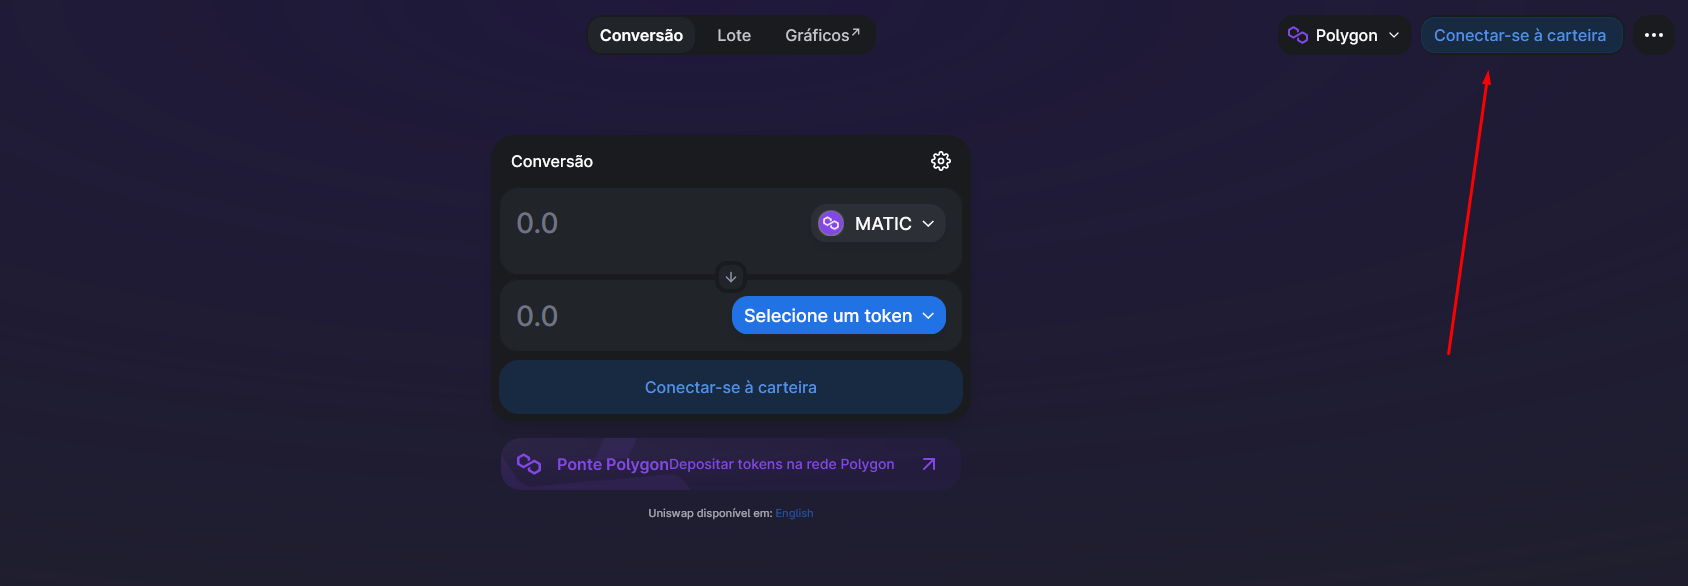 Conversão Lote Gráficos↗ Polygon Conectar-se à carteira
Conversão
0.0 MATIC
0.0 Selecione um token
Conectar-se à carteira
Ponte Polygon Depositar tokens na rede Polygon
Uniswap disponível em: English